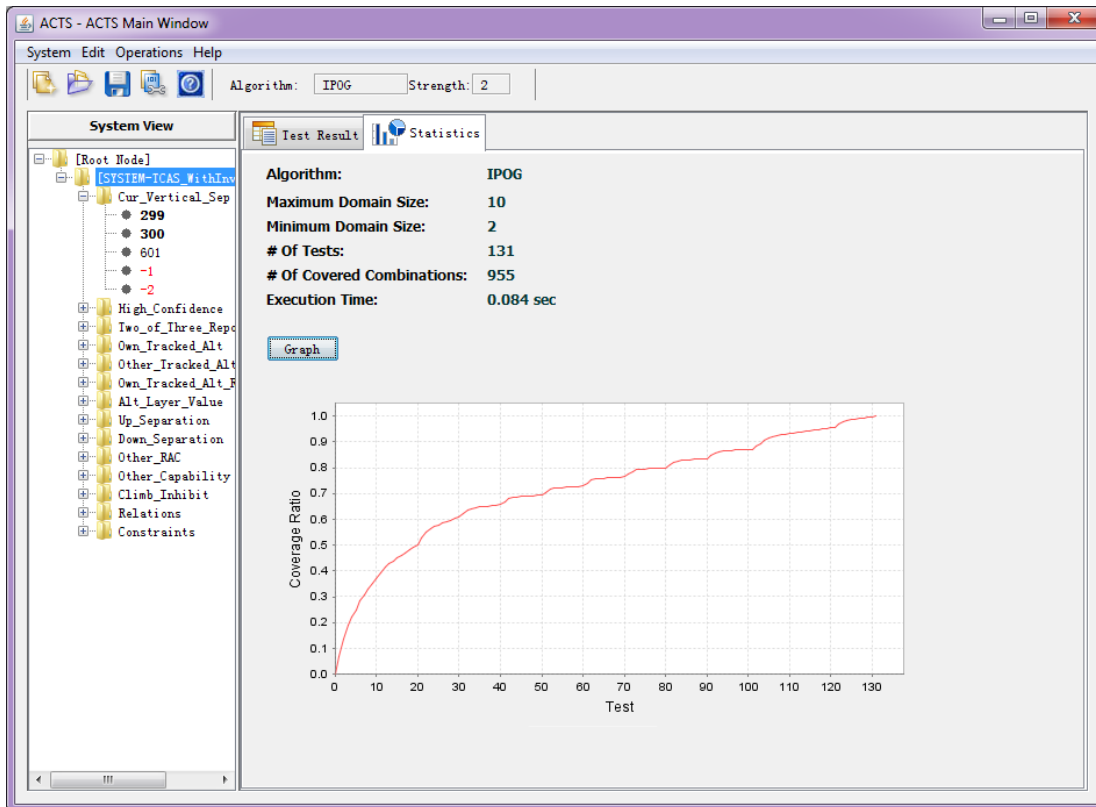 ACTS - ACTS Main Window
System Edit Operations Help
Algorithm: IPOG Strength: 2
System View
[Root Node]
[SYSTEM-TCAS_WithInv
Cur_Vertical_Sep
299
300
601
-1
-2
High_Confidence
Two_of_Three_Repo
Own_Tracked_Alt
Other_Tracked_Alt
Own_Tracked_Alt_R
Alt_Layer_Value
Up_Separation
Down_Separation
Other_RAC
Other_Capability
Climb_Inhibit
Relations
Constraints
Test Result Statistics
Algorithm: IPOG
Maximum Domain Size: 10
Minimum Domain Size: 2
# Of Tests: 131
# Of Covered Combinations: 955
Execution Time: 0.084 sec
Graph
Coverage Ratio
1.0
0.9
0.8
0.7
0.6
0.5
0.4
0.3
0.2
0.1
0.0
0 10 20 30 40 50 60 70 80 90 100 110 120 130
Test